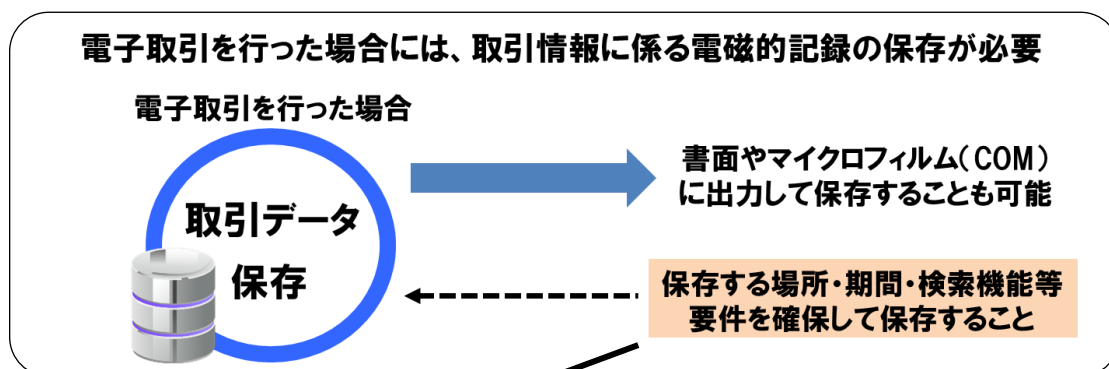 電子取引を行った場合には、取引情報に係る電磁的記録の保存が必要
電子取引を行った場合
取引データ
保存
書面やマイクロフィルム(COM)
に出力して保存することも可能
保存する場所・期間・検索機能等
要件を確保して保存すること